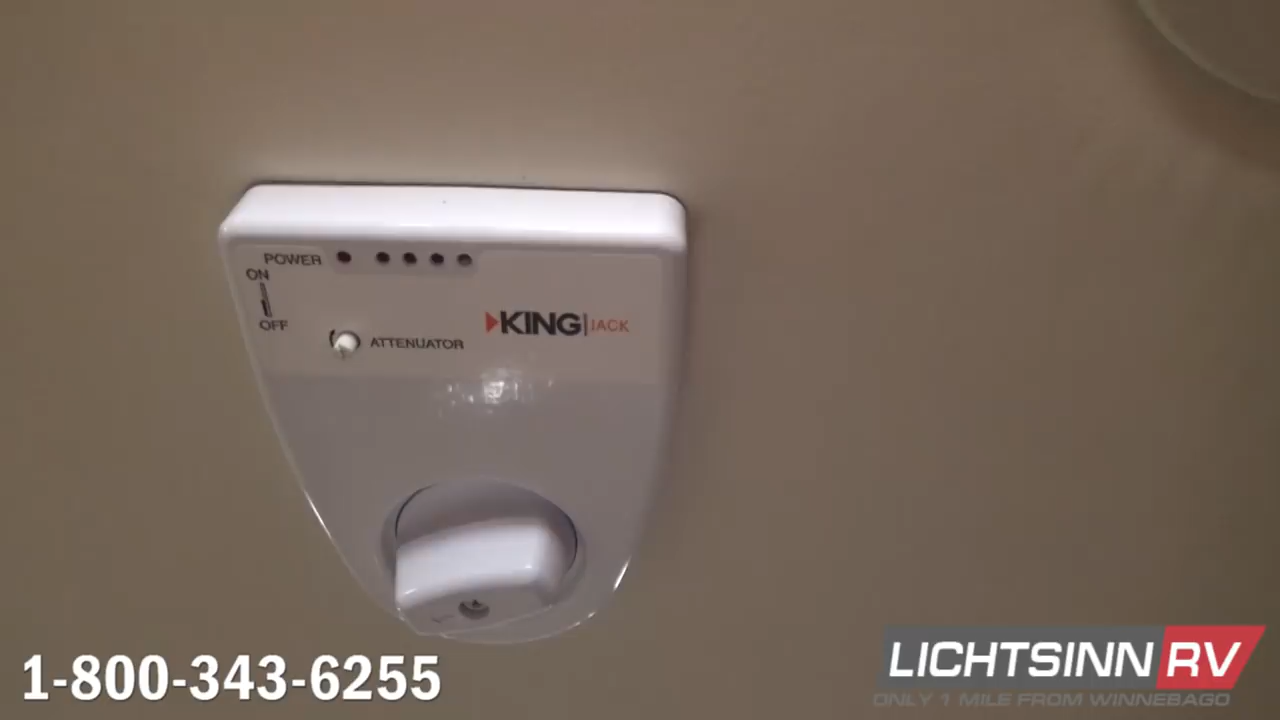 POWER
ON
OFF
ATTENUATOR
KING JACK
1-800-343-6255
LICHTSINN RV
ONLY 1 MILE FROM WINNEBAGO